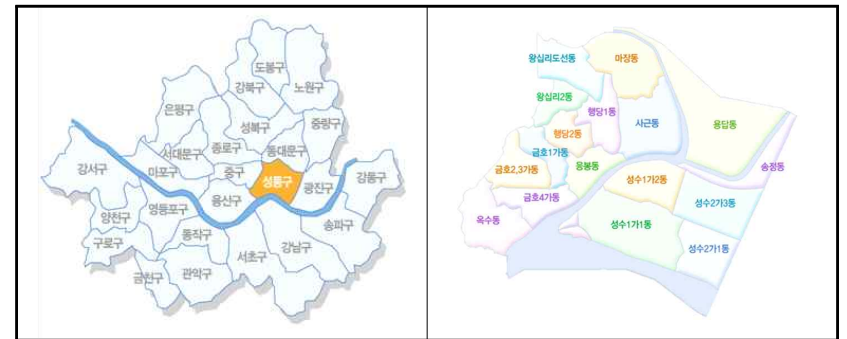 도봉구
강북구
노원구
은평구
성북구
중랑구
서대문구
종로구
동대문구
강서구
마포구
중구
성동구
광진구
강동구
양천구
영등포구
용산구
송파구
구로구
동작구
서초구
강남구
금천구
관악구
왕십리도선동
마장동
왕십리2동
행당1동
사근동
용답동
행당2동
금호1가동
금호2,3가동
응봉동
송정동
성수1가2동
금호4가동
성수2가3동
옥수동
성수1가1동
성수2가1동